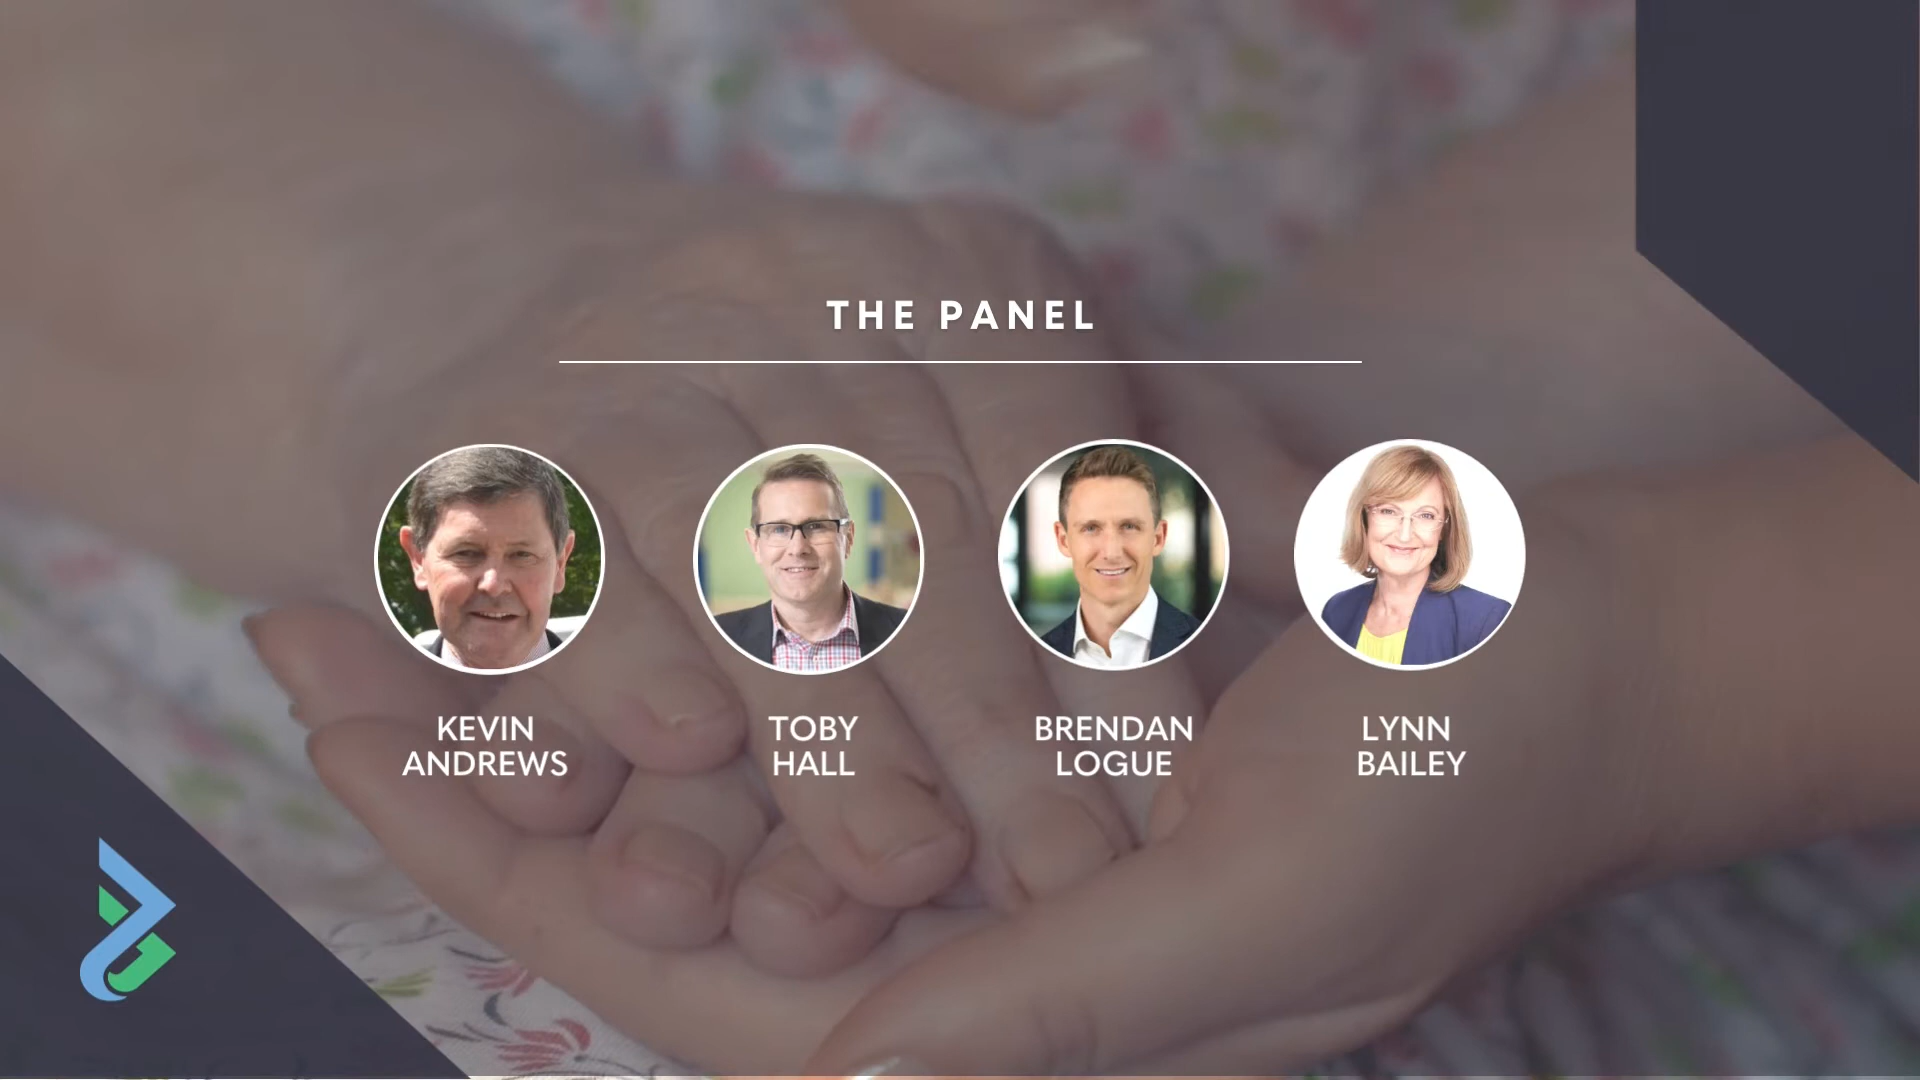 THE PANEL
KEVIN
ANDREWS
TOBY
HALL
BRENDAN
LOGUE
LYNN
BAILEY